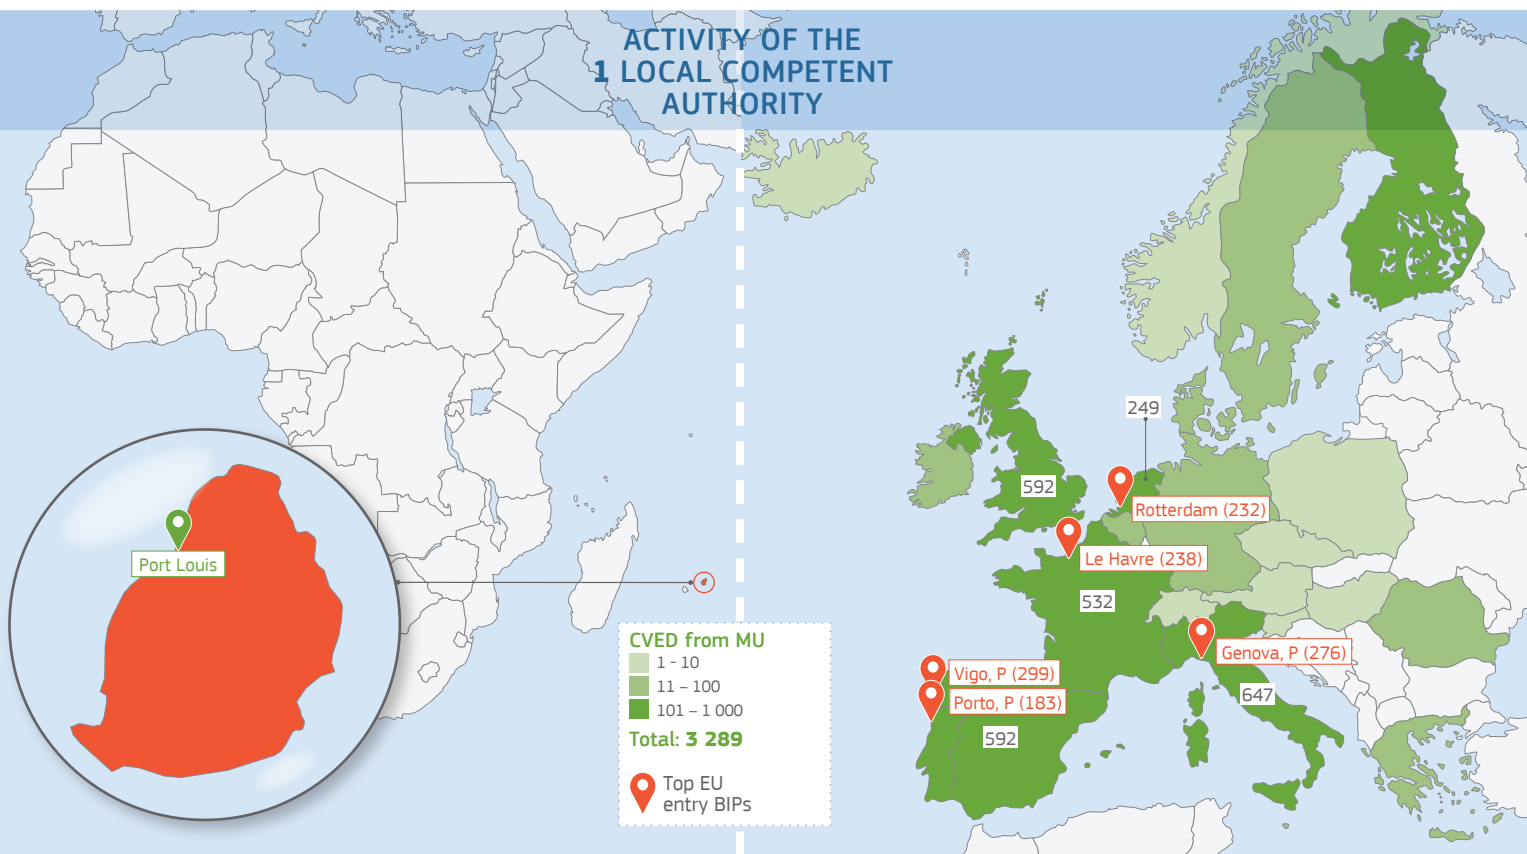 ACTIVITY OF THE
1 LOCAL COMPETENT
AUTHORITY
249
592
Rotterdam (232)
Le Havre (238)
532
Port Louis
CVED from MU
1 - 10
11 – 100
101 – 1 000
Total: 3 289
Top EU
entry BIPs
Genova, P (276)
Vigo, P (299)
Porto, P (183)
647
592